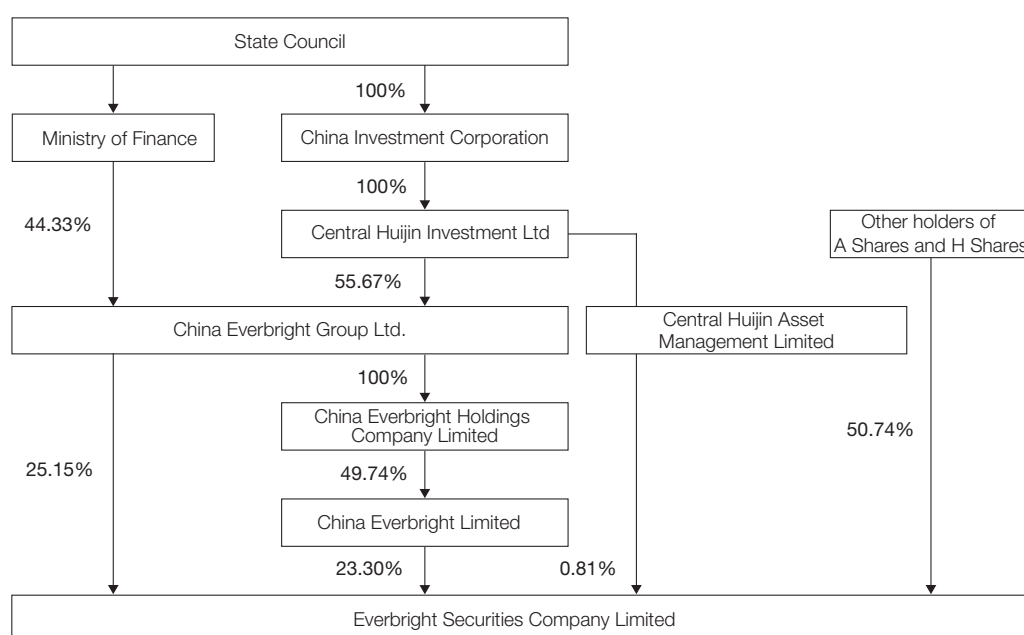 State Council
100%
Ministry of Finance
China Investment Corporation
100%
44.33%
Central Huijin Investment Ltd
Other holders of
A Shares and H Shares
55.67%
China Everbright Group Ltd.
Central Huijin Asset
Management Limited
100%
China Everbright Holdings
Company Limited
50.74%
25.15%
49.74%
China Everbright Limited
23.30%
0.81%
Everbright Securities Company Limited